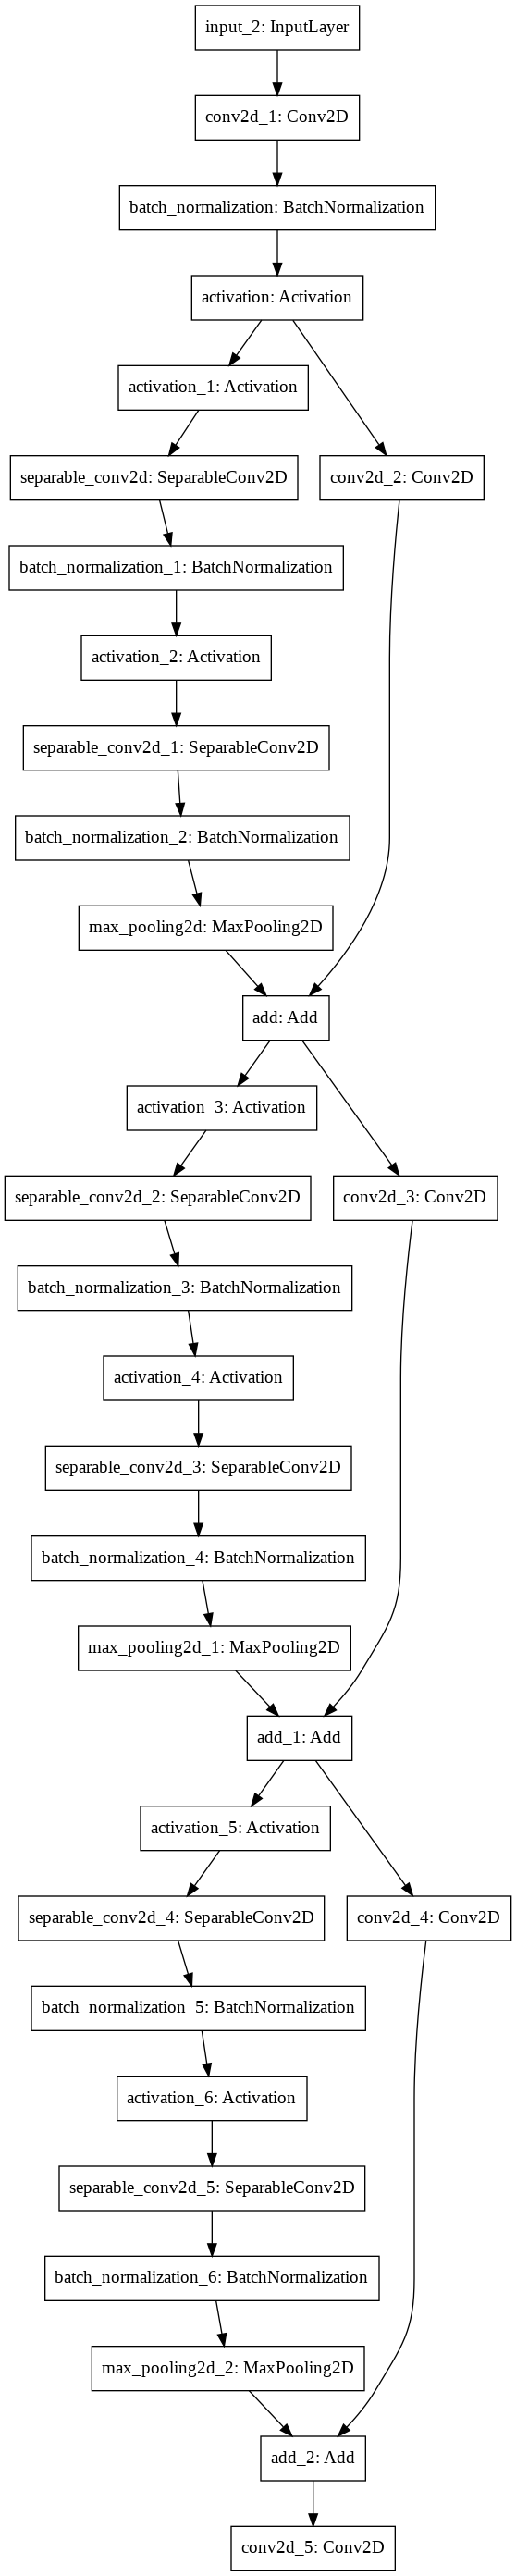 input_2: InputLayer
conv2d_1: Conv2D
batch_normalization: BatchNormalization
activation: Activation
activation_1: Activation
separable_conv2d: SeparableConv2D
conv2d_2: Conv2D
batch_normalization_1: BatchNormalization
activation_2: Activation
separable_conv2d_1: SeparableConv2D
batch_normalization_2: BatchNormalization
max_pooling2d: MaxPooling2D
add: Add
activation_3: Activation
separable_conv2d_2: SeparableConv2D
conv2d_3: Conv2D
batch_normalization_3: BatchNormalization
activation_4: Activation
separable_conv2d_3: SeparableConv2D
batch_normalization_4: BatchNormalization
max_pooling2d_1: MaxPooling2D
add_1: Add
activation_5: Activation
separable_conv2d_4: SeparableConv2D
conv2d_4: Conv2D
batch_normalization_5: BatchNormalization
activation_6: Activation
separable_conv2d_5: SeparableConv2D
batch_normalization_6: BatchNormalization
max_pooling2d_2: MaxPooling2D
add_2: Add
conv2d_5: Conv2D